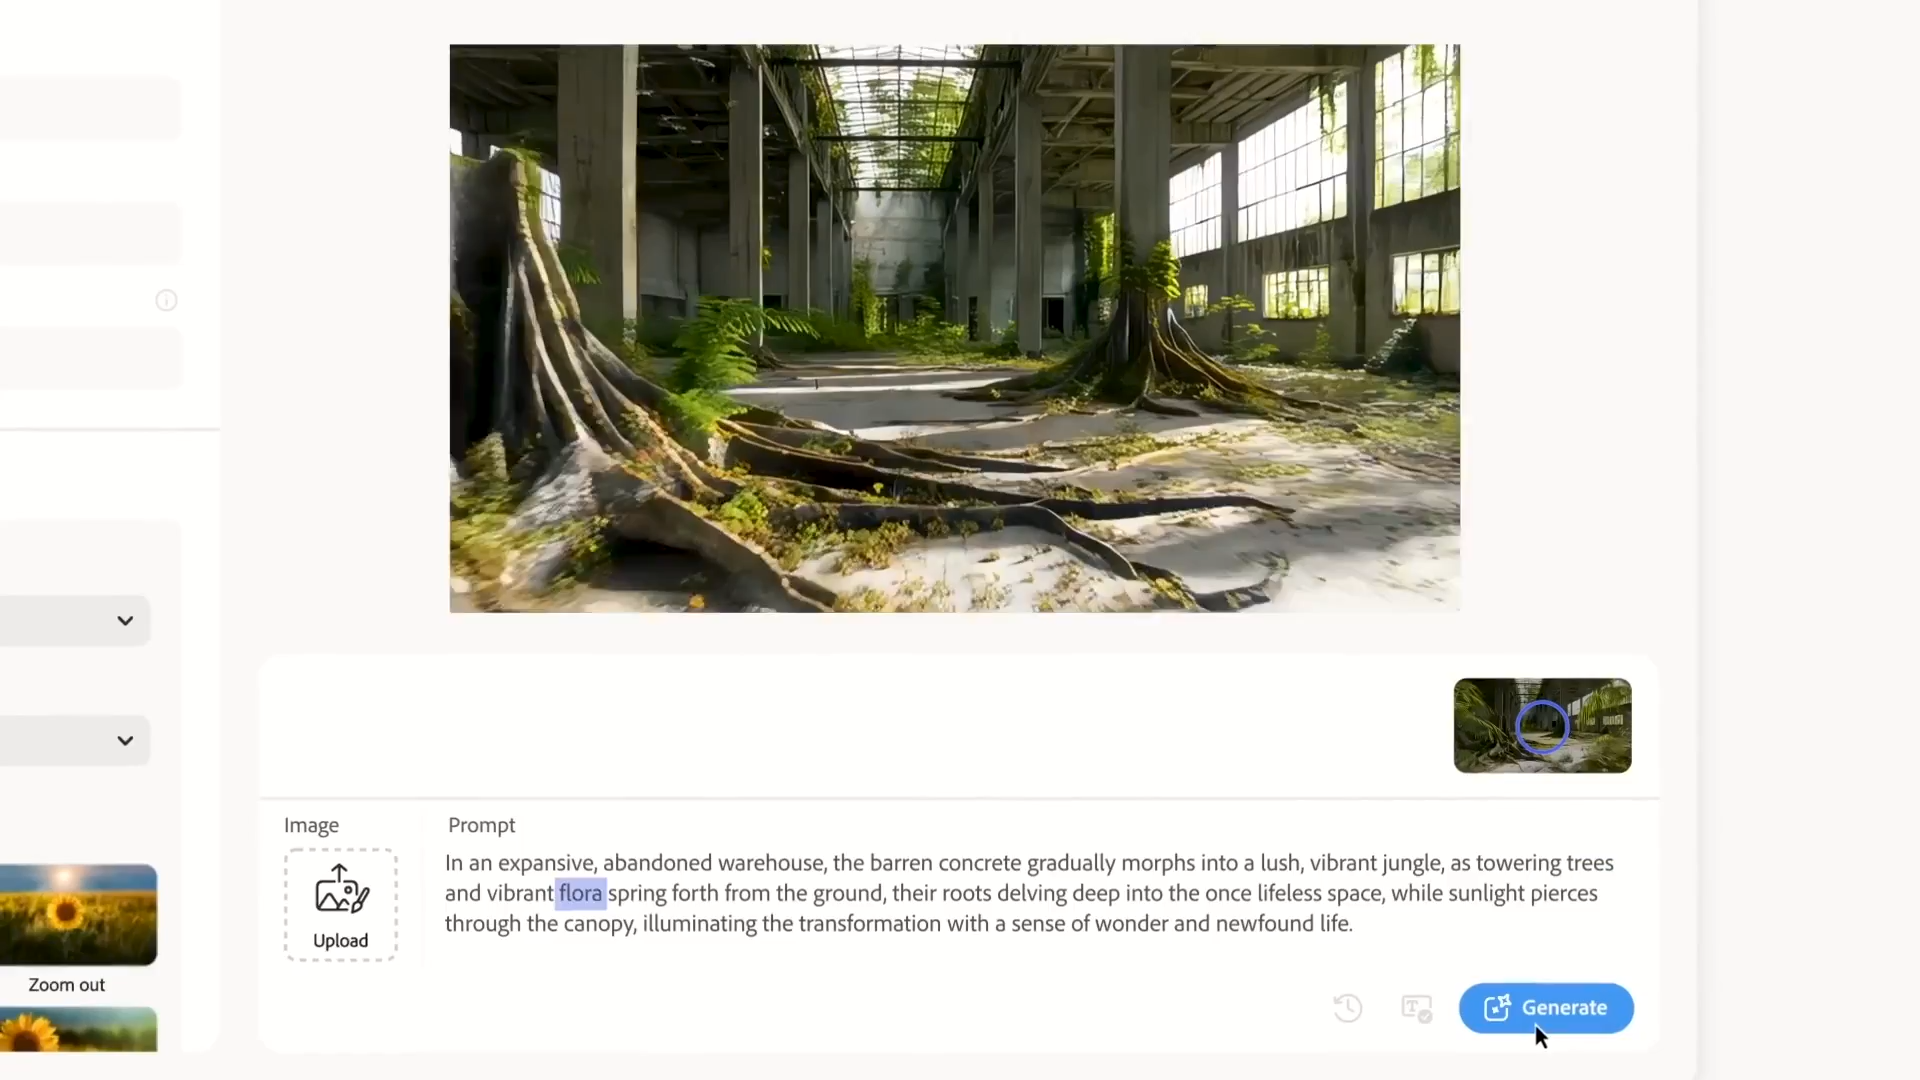 Image
Prompt
In an expansive, abandoned warehouse, the barren concrete gradually morphs into a lush, vibrant jungle, as towering trees
and vibrant flora spring forth from the ground, their roots delving deep into the once lifeless space, while sunlight pierces
through the canopy, illuminating the transformation with a sense of wonder and newfound life.
Upload
Zoom out
Generate